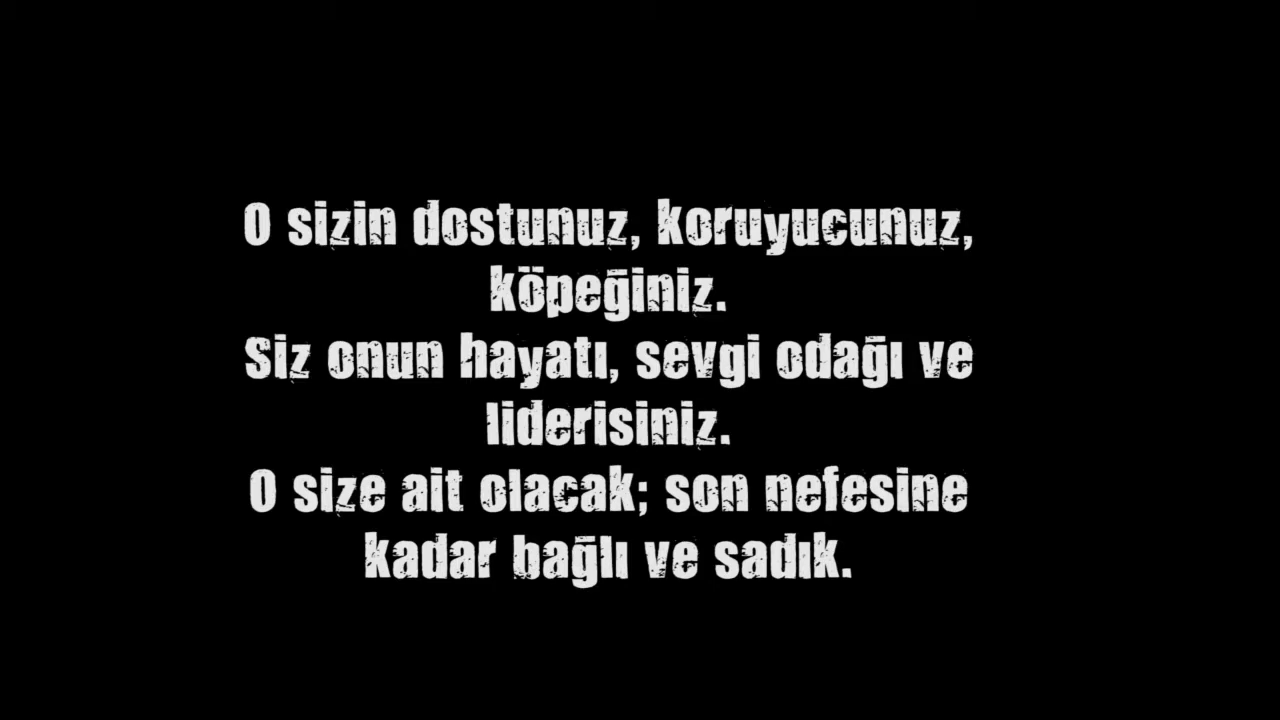 O sizin dostunuz, koruyucunuz,
köpeğiniz.
Siz onun hayatı, sevgi odağı ve
liderisiniz.
O size ait olacak; son nefesine
kadar bağlı ve sadık.